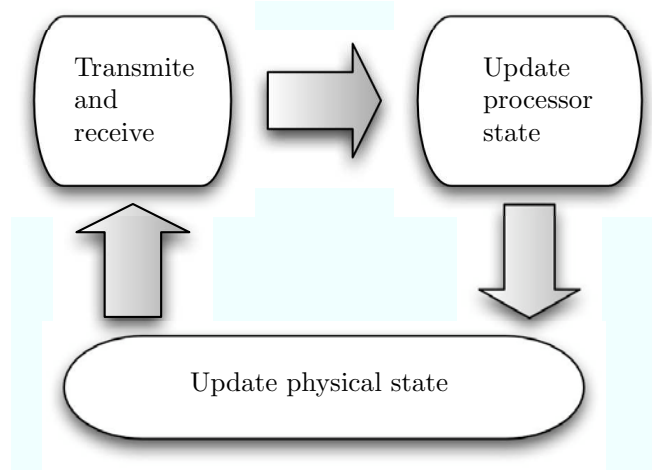 Transmite
and
receive
Update
processor
state
Update physical state